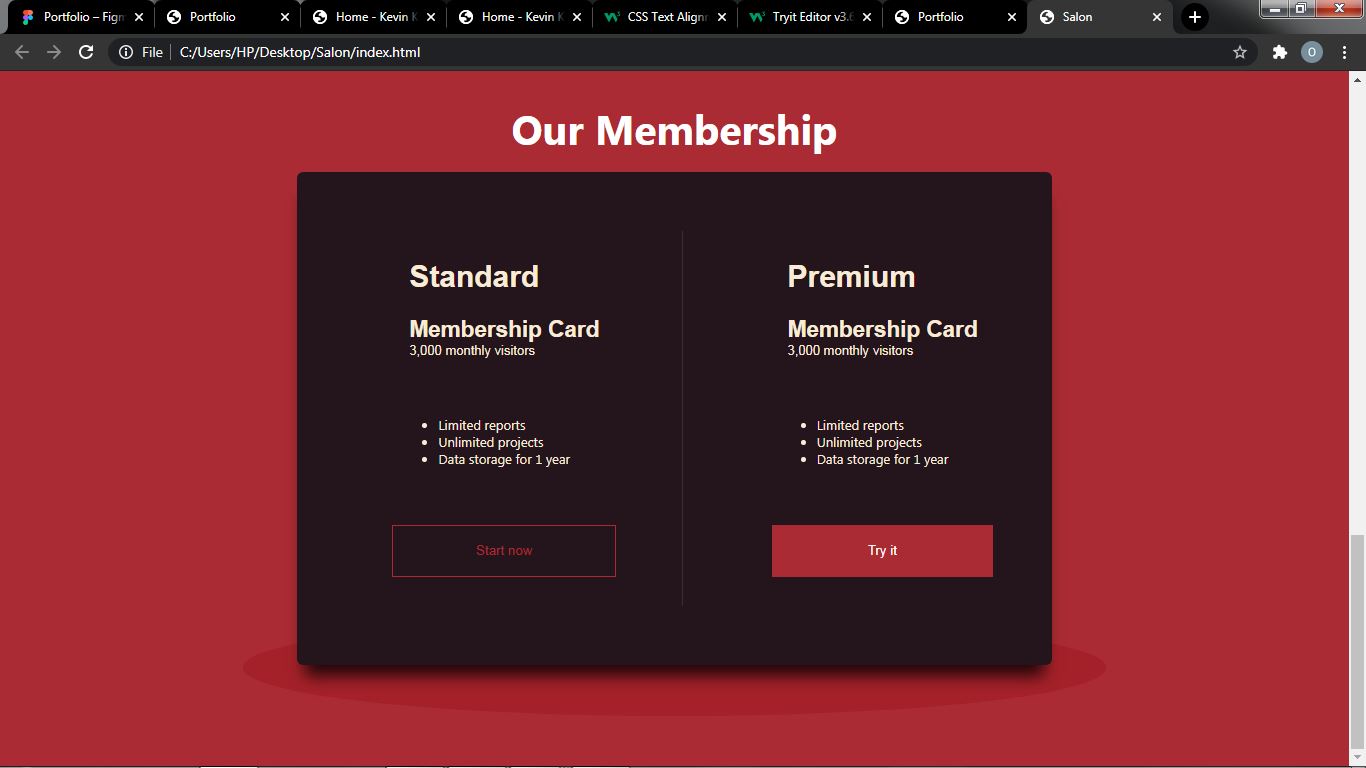 Portfolio – Figm
Portfolio
Home - Kevin K
Home - Kevin K
CSS Text Alignm
Tryit Editor v3.6
Portfolio
Salon
File
C:/Users/HP/Desktop/Salon/index.html
O
Our Membership
Standard
Membership Card
3,000 monthly visitors
Limited reports
Unlimited projects
Data storage for 1 year
Start now
Premium
Membership Card
3,000 monthly visitors
Limited reports
Unlimited projects
Data storage for 1 year
Try it